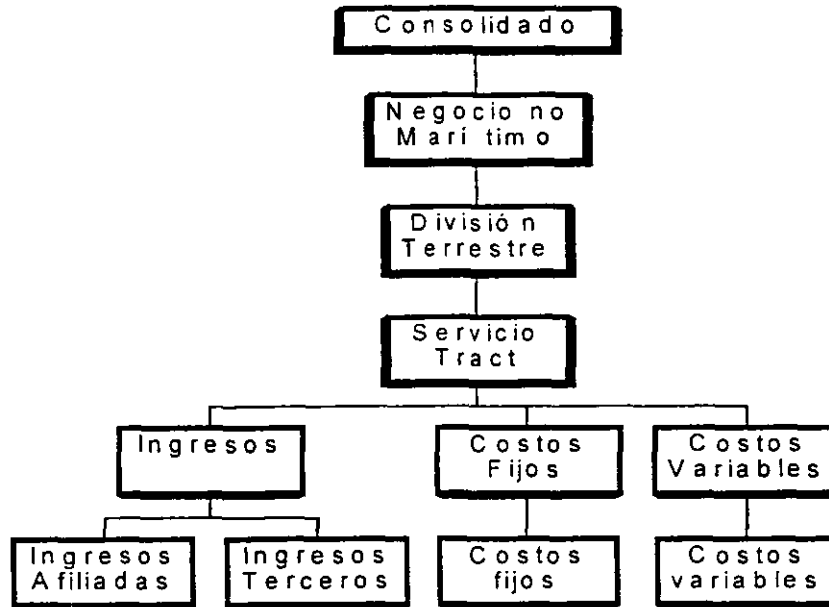 Consolidado
Negocio no
Marítimo
División
Terrestre
Servicio
Tract
Ingresos
Costos
Fijos
Costos
Variables
Ingresos
Afiliadas
Ingresos
Terceros
Costos
fijos
Costos
variables